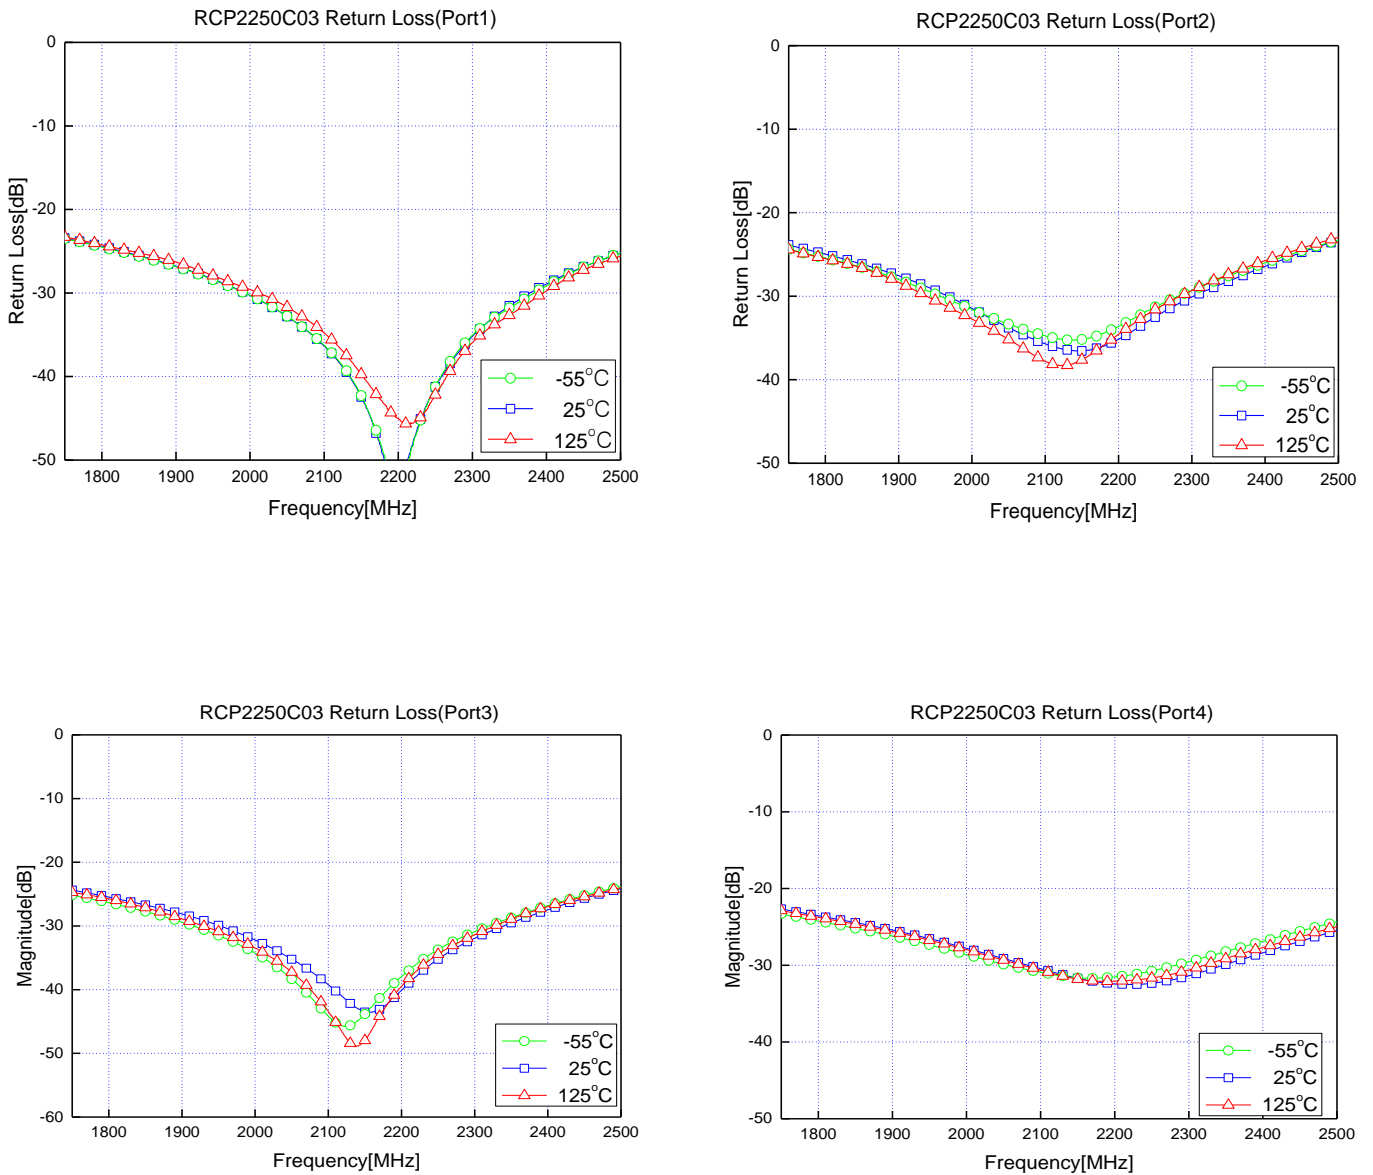 RCP2250C03 Return Loss(Port1)
Return Loss[dB]
0
-10
-20
-30
-40
-50
1800 1900 2000 2100 2200 2300 2400 2500
Frequency[MHz]
-55°C
25°C
125°C
RCP2250C03 Return Loss(Port2)
Return Loss[dB]
0
-10
-20
-30
-40
-50
1800 1900 2000 2100 2200 2300 2400 2500
Frequency[MHz]
-55°C
25°C
125°C
RCP2250C03 Return Loss(Port3)
Magnitude[dB]
0
-10
-20
-30
-40
-50
-60
1800 1900 2000 2100 2200 2300 2400 2500
Frequency[MHz]
-55°C
25°C
125°C
RCP2250C03 Return Loss(Port4)
Magnitude[dB]
0
-10
-20
-30
-40
-50
1800 1900 2000 2100 2200 2300 2400 2500
Frequency[MHz]
-55°C
25°C
125°C